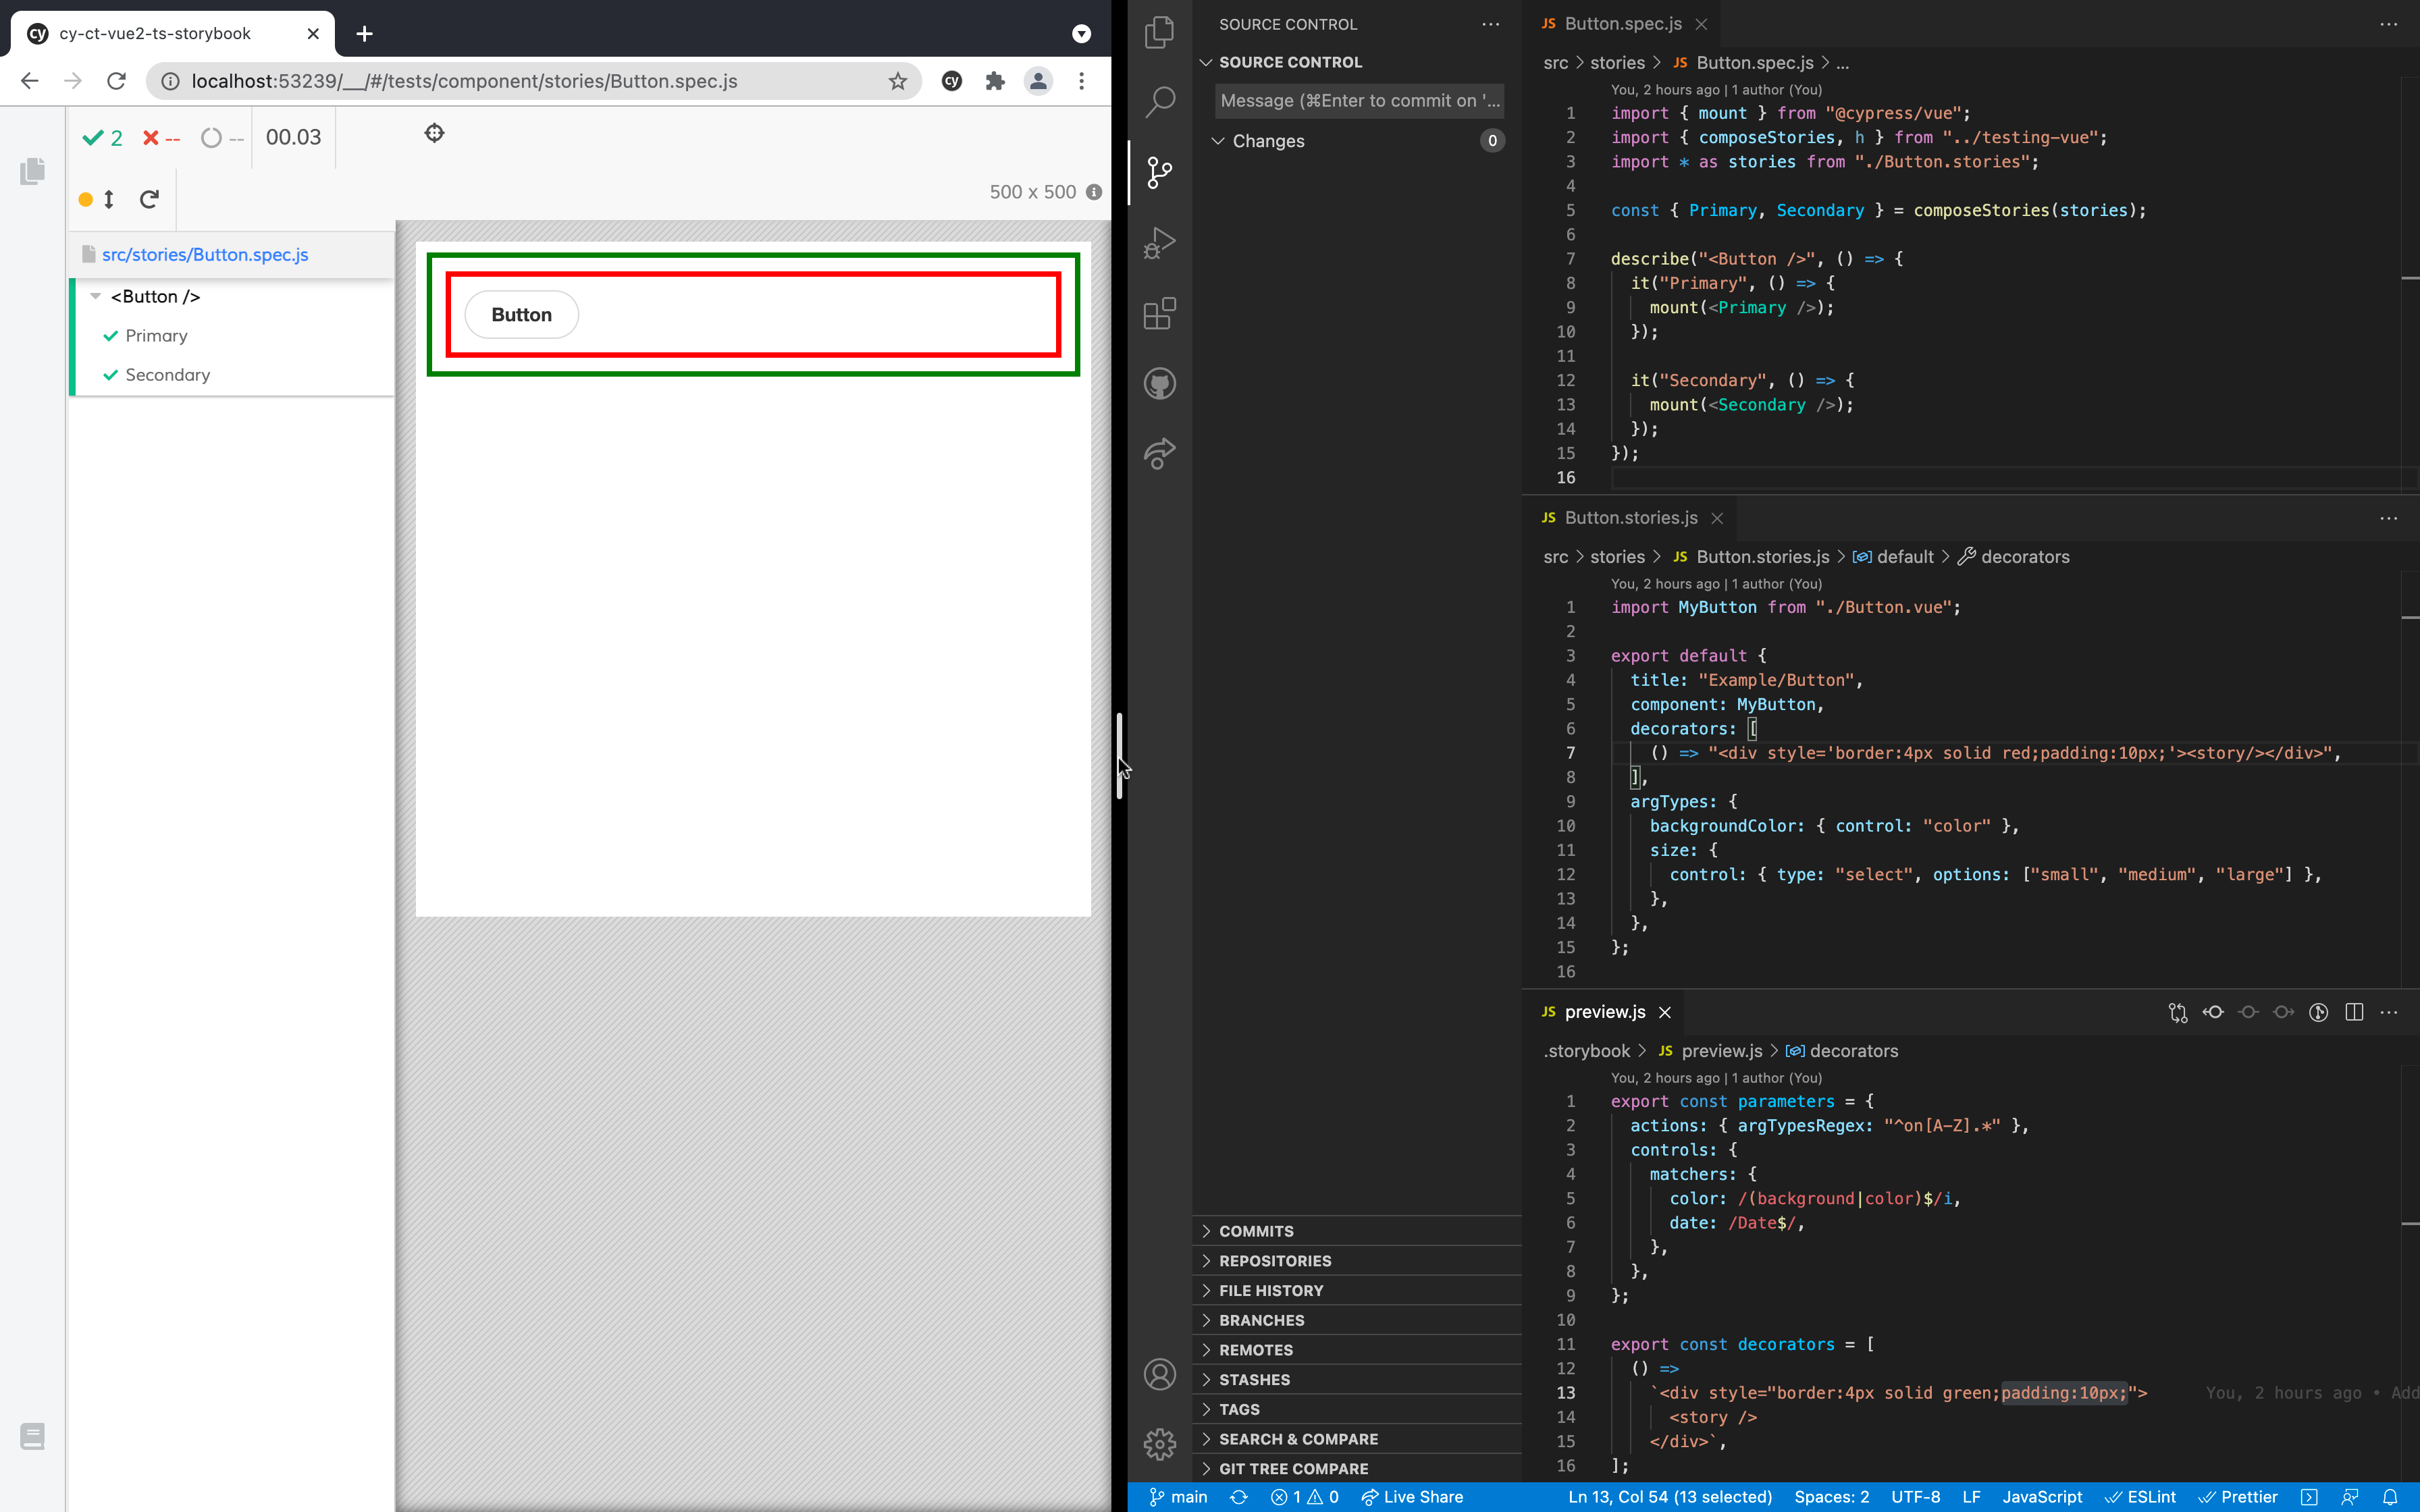 cy-ct-vue2-ts-storybook
localhost:53239/__/#/tests/component/stories/Button.spec.js
2 -- -- 00.03
500 x 500
src/stories/Button.spec.js
<Button />
Primary
Secondary
Button
SOURCE CONTROL
SOURCE CONTROL
Message (⌘Enter to commit on '...
Changes 0
COMMITS
REPOSITORIES
FILE HISTORY
BRANCHES
REMOTES
STASHES
TAGS
SEARCH & COMPARE
GIT TREE COMPARE
JS Button.spec.js
src > stories > JS Button.spec.js > ...
You, 2 hours ago | 1 author (You)
1 import { mount } from "@cypress/vue";
2 import { composeStories, h } from "../testing-vue";
3 import * as stories from "./Button.stories";
4
5 const { Primary, Secondary } = composeStories(stories);
6
7 describe("<Button />", () => {
8 it("Primary", () => {
9 mount(<Primary />);
10 });
11
12 it("Secondary", () => {
13 mount(<Secondary />);
14 });
15 });
16
JS Button.stories.js
src > stories > JS Button.stories.js > default > decorators
You, 2 hours ago | 1 author (You)
1 import MyButton from "./Button.vue";
2
3 export default {
4 title: "Example/Button",
5 component: MyButton,
6 decorators: [
7 () => "<div style='border:4px solid red;padding:10px;'><story/></div>",
8 ],
9 argTypes: {
10 backgroundColor: { control: "color" },
11 size: {
12 control: { type: "select", options: ["small", "medium", "large"] },
13 },
14 },
15 };
16
JS preview.js
.storybook > JS preview.js > decorators
You, 2 hours ago | 1 author (You)
1 export const parameters = {
2 actions: { argTypesRegex: "^on[A-Z].*" },
3 controls: {
4 matchers: {
5 color: /(background|color)$/i,
6 date: /Date$/,
7 },
8 },
9 };
10
11 export const decorators = [
12 () =>
13 `<div style="border:4px solid green;padding:10px;"> You, 2 hours ago • Add
14 <story />
15 </div>`,
16 ];
main 1 0 Live Share Ln 13, Col 54 (13 selected) Spaces: 2 UTF-8 LF JavaScript ESLint Prettier